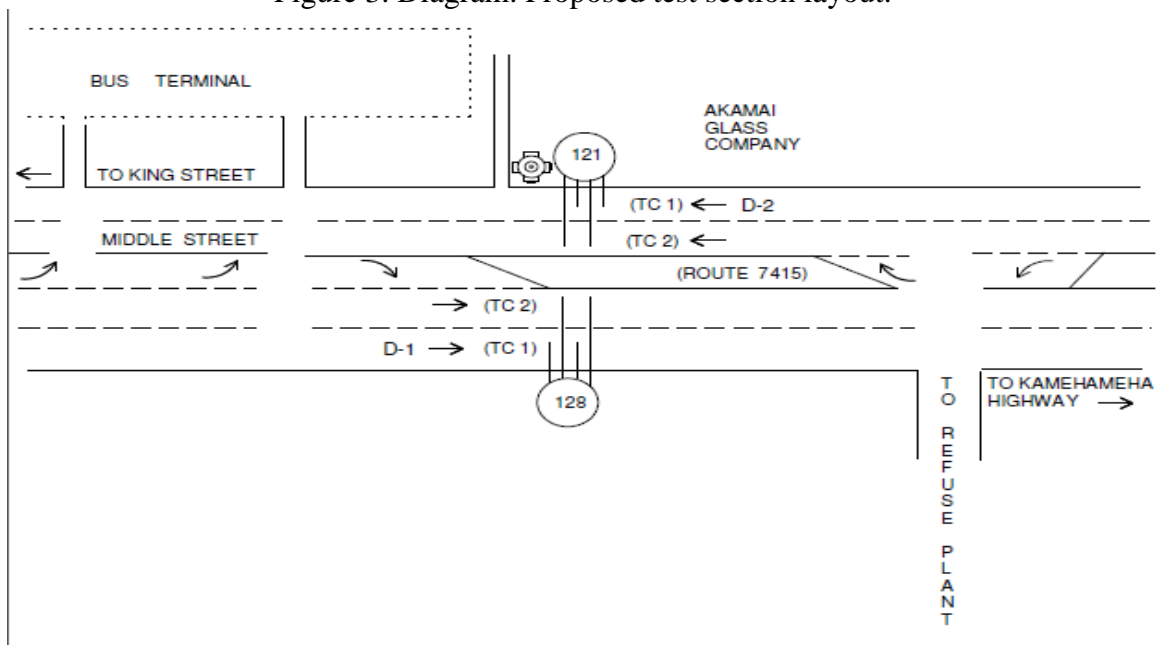 Figure 3. Diagram. Proposed test section layout.
BUS TERMINAL
AKAMAI
GLASS
COMPANY
121
TO KING STREET
(TC 1) D-2
MIDDLE STREET
(TC 2)
(ROUTE 7415)
(TC 2)
D-1 (TC 1)
128
TO KAMEHAMEHA
HIGHWAY
TO REFUSE PLANT